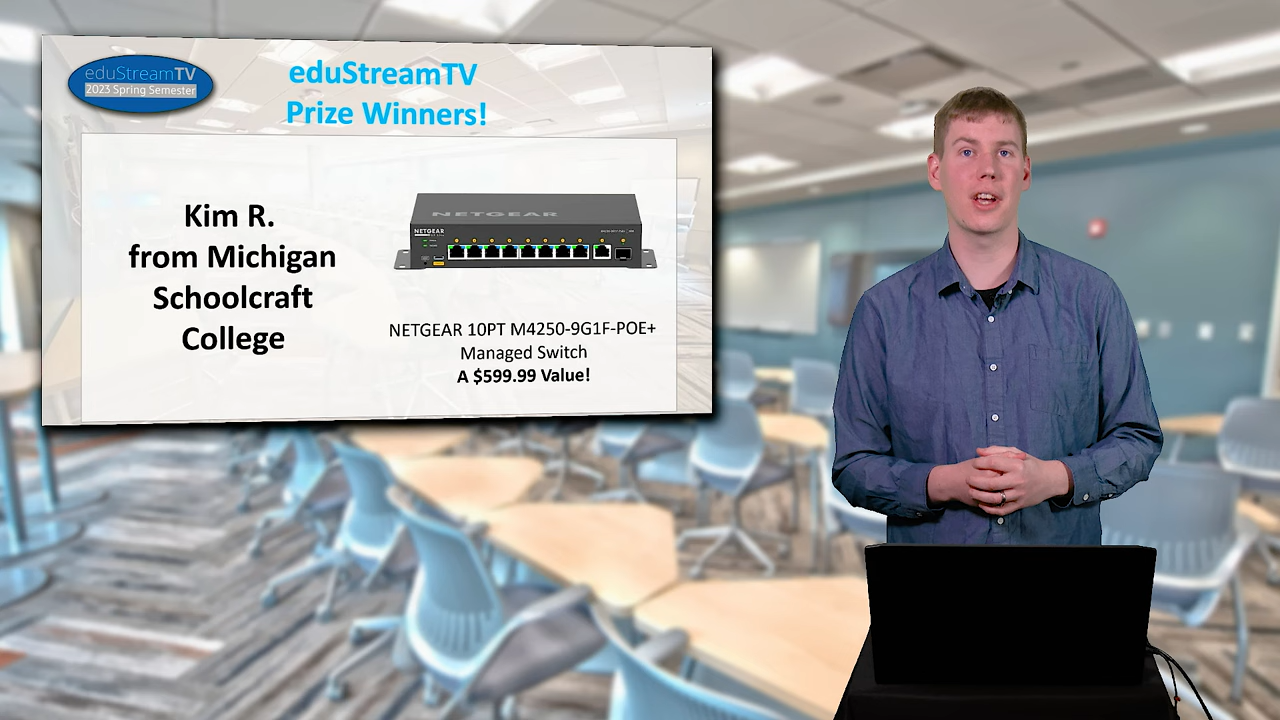 eduStreamTV
2023 Spring Semester
eduStreamTV
Prize Winners!
Kim R.
from Michigan
Schoolcraft
College
NETGEAR
NETGEAR
NETGEAR 10PT M4250-9G1F-POE+
Managed Switch
A $599.99 Value!